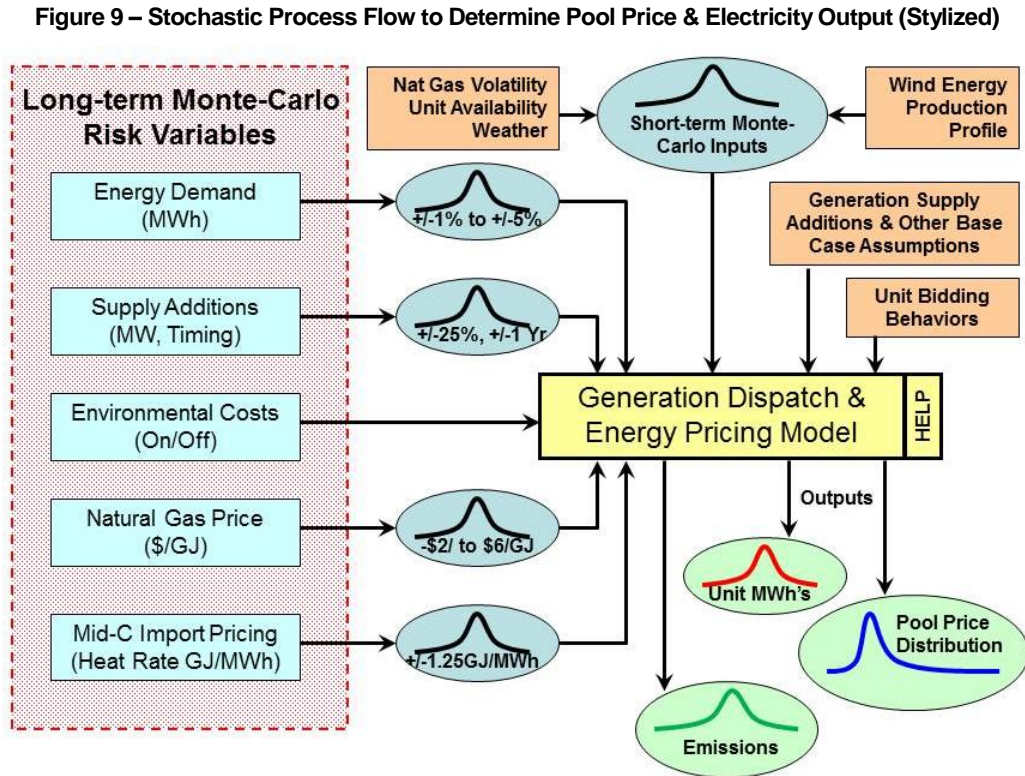 Figure 9 – Stochastic Process Flow to Determine Pool Price & Electricity Output (Stylized)
Long-term Monte-Carlo
Risk Variables
Energy Demand
(MWh)
Supply Additions
(MW, Timing)
Environmental Costs
(On/Off)
Natural Gas Price
($/GJ)
Mid-C Import Pricing
(Heat Rate GJ/MWh)
+/-1% to +/-5%
+/-25%, +/-1 Yr
-$2/ to $6/GJ
+/-1.25GJ/MWh
Nat Gas Volatility
Unit Availability
Weather
Short-term Monte-
Carlo Inputs
Wind Energy
Production
Profile
Generation Supply
Additions & Other Base
Case Assumptions
Unit Bidding
Behaviors
Generation Dispatch &
Energy Pricing Model
HELP
Outputs
Unit MWh's
Pool Price
Distribution
Emissions